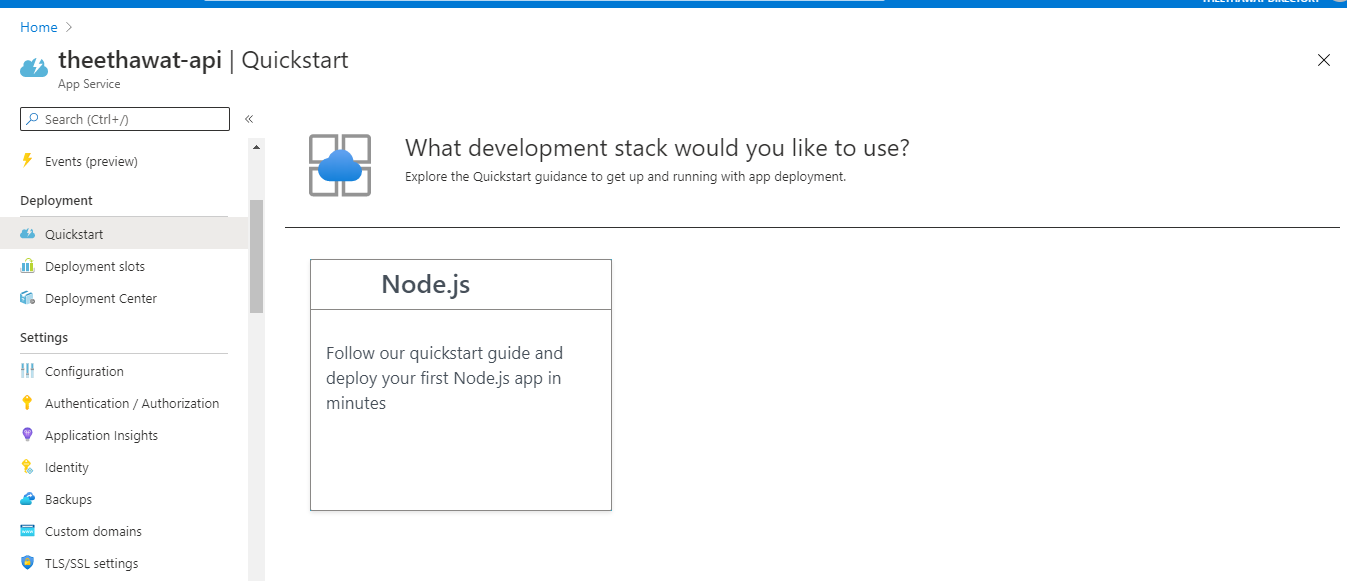 Home
theethawat-api | Quickstart
App Service
Search (Ctrl+/)
Events (preview)
Deployment
Quickstart
Deployment slots
Deployment Center
Settings
Configuration
Authentication / Authorization
Application Insights
Identity
Backups
Custom domains
TLS/SSL settings
What development stack would you like to use?
Explore the Quickstart guidance to get up and running with app deployment.
Node.js
Follow our quickstart guide and
deploy your first Node.js app in
minutes